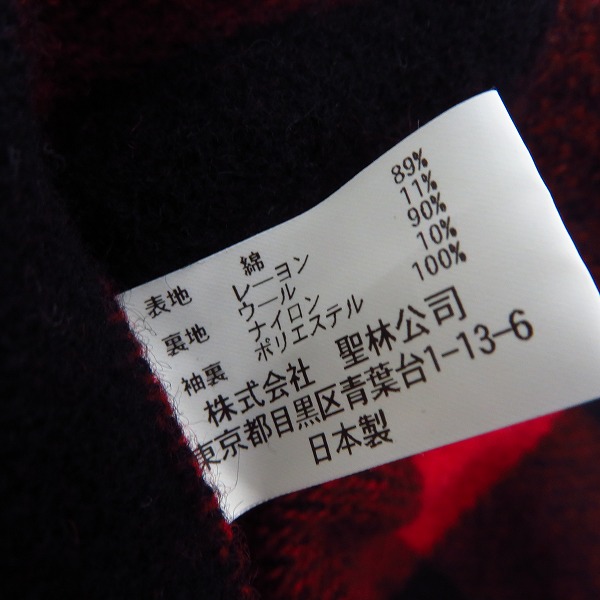 表地 綿 89%
レーヨン 11%
裏地 ウール 90%
ナイロン 10%
袖裏 ポリエステル 100%
株式会社 聖林公司
東京都目黒区青葉台1-13-6
日本製